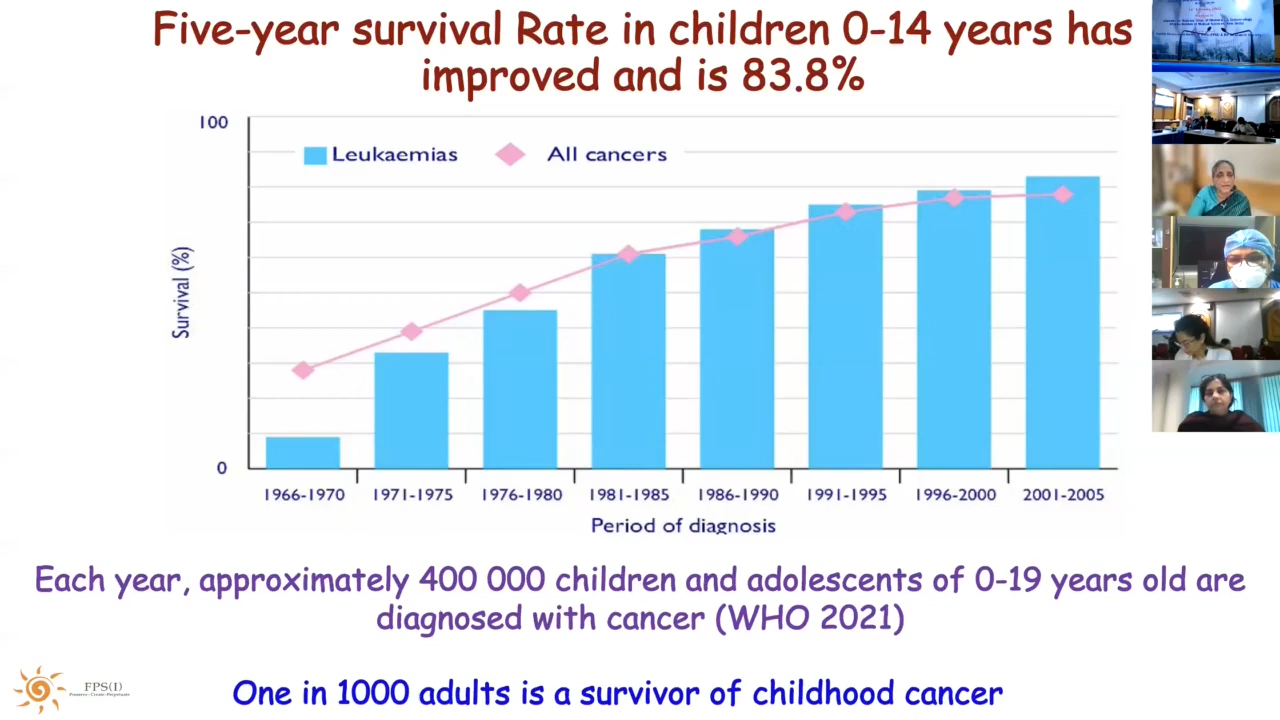 Five-year survival Rate in children 0-14 years has
improved and is 83.8%
100
Leukaemias
All cancers
Survival (%)
0
1966-1970
1971-1975
1976-1980
1981-1985
1986-1990
1991-1995
1996-2000
2001-2005
Period of diagnosis
Each year, approximately 400 000 children and adolescents of 0-19 years old are
diagnosed with cancer (WHO 2021)
FPS(I)
Preserve-Create-Perpetuate
One in 1000 adults is a survivor of childhood cancer